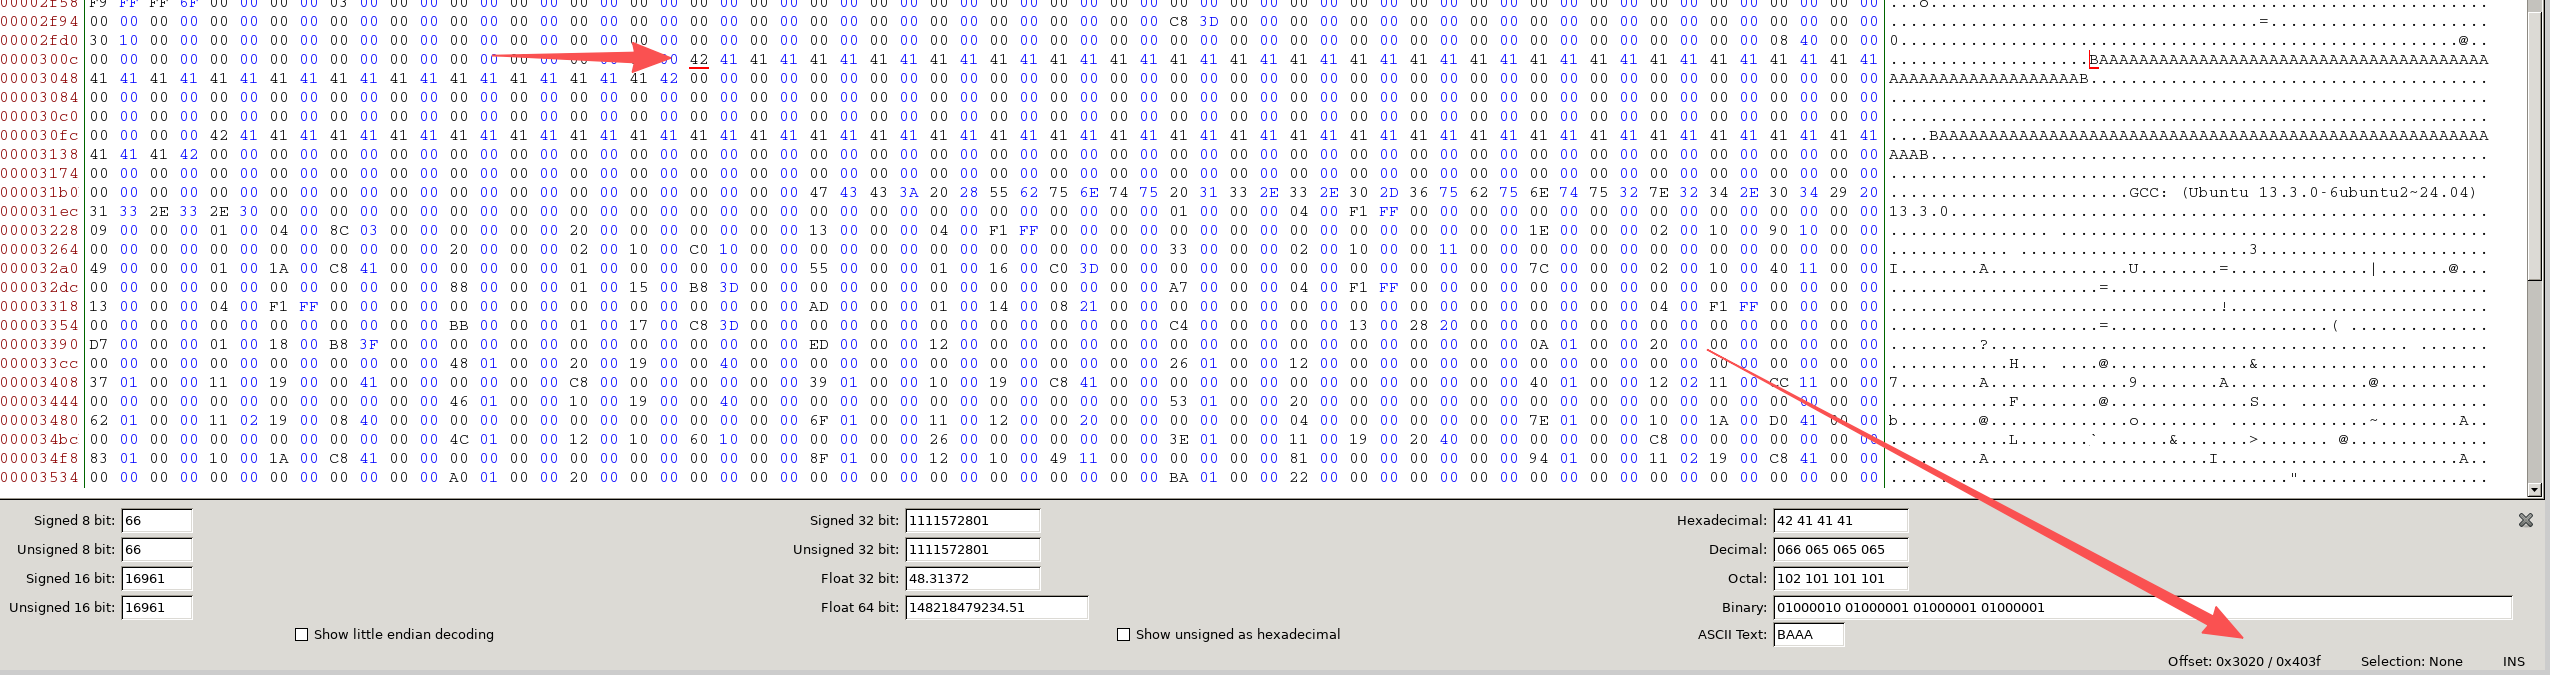 00002f58 F9 FF FF 6F 00 00 00 00 03 00 00 00 00 00 00 00 00 00 00 00 00 00 00 00 00 00 00 00 00 00 00 00 00 00 00 00 00 00 00 00 00 00 00 00 00 00 00 00 00 00 00 00 00 00 00 00 00 00 00 00 ...o........................................................
00002f94 00 00 00 00 00 00 00 00 00 00 00 00 00 00 00 00 00 00 00 00 00 00 00 00 00 00 00 00 00 00 00 00 00 00 00 00 C8 3D 00 00 00 00 00 00 00 00 00 00 00 00 00 00 00 00 00 00 00 00 00 00 .....................................=......................
00002fd0 30 10 00 00 00 00 00 00 00 00 00 00 00 00 00 00 00 00 00 00 00 00 00 00 00 00 00 00 00 00 00 00 00 00 00 00 00 00 00 00 00 00 00 00 00 00 00 00 00 00 00 00 00 00 00 00 08 40 00 00 0........................................................@..
0000300c 00 00 00 00 00 00 00 00 00 00 00 00 00 00 00 00 00 00 00 00 42 41 41 41 41 41 41 41 41 41 41 41 41 41 41 41 41 41 41 41 41 41 41 41 41 41 41 41 41 41 41 41 41 41 41 41 41 41 41 41 ....................BAAAAAAAAAAAAAAAAAAAAAAAAAAAAAAAAAAAAAAA
00003048 41 41 41 41 41 41 41 41 41 41 41 41 41 41 41 41 41 41 41 42 00 00 00 00 00 00 00 00 00 00 00 00 00 00 00 00 00 00 00 00 00 00 00 00 00 00 00 00 00 00 00 00 00 00 00 00 00 00 00 00 AAAAAAAAAAAAAAAAAAAB........................................
00003084 00 00 00 00 00 00 00 00 00 00 00 00 00 00 00 00 00 00 00 00 00 00 00 00 00 00 00 00 00 00 00 00 00 00 00 00 00 00 00 00 00 00 00 00 00 00 00 00 00 00 00 00 00 00 00 00 00 00 00 00 ............................................................
000030c0 00 00 00 00 00 00 00 00 00 00 00 00 00 00 00 00 00 00 00 00 00 00 00 00 00 00 00 00 00 00 00 00 00 00 00 00 00 00 00 00 00 00 00 00 00 00 00 00 00 00 00 00 00 00 00 00 00 00 00 00 ............................................................
000030fc 00 00 00 00 42 41 41 41 41 41 41 41 41 41 41 41 41 41 41 41 41 41 41 41 41 41 41 41 41 41 41 41 41 41 41 41 41 41 41 41 41 41 41 41 41 41 41 41 41 41 41 41 41 41 41 41 41 41 41 41 ....BAAAAAAAAAAAAAAAAAAAAAAAAAAAAAAAAAAAAAAAAAAAAAAAAAAAAAAA
00003138 41 41 41 42 00 00 00 00 00 00 00 00 00 00 00 00 00 00 00 00 00 00 00 00 00 00 00 00 00 00 00 00 00 00 00 00 00 00 00 00 00 00 00 00 00 00 00 00 00 00 00 00 00 00 00 00 00 00 00 00 AAAB........................................................
00003174 00 00 00 00 00 00 00 00 00 00 00 00 00 00 00 00 00 00 00 00 00 00 00 00 00 00 00 00 00 00 00 00 00 00 00 00 00 00 00 00 00 00 00 00 00 00 00 00 00 00 00 00 00 00 00 00 00 00 00 00 ............................................................
000031b0 00 00 00 00 00 00 00 00 00 00 00 00 00 00 00 00 00 00 00 00 00 00 00 00 47 43 43 3A 20 28 55 62 75 6E 74 75 20 31 33 2E 33 2E 30 2D 36 75 62 75 6E 74 75 32 7E 32 34 2E 30 34 29 20 ........................GCC: (Ubuntu 13.3.0-6ubuntu2~24.04)
000031ec 31 33 2E 33 2E 30 00 00 00 00 00 00 00 00 00 00 00 00 00 00 00 00 00 00 00 00 00 00 00 00 00 00 00 00 00 00 01 00 00 00 04 00 F1 FF 00 00 00 00 00 00 00 00 00 00 00 00 00 00 00 00 13.3.0......................................................
00003228 09 00 00 00 01 00 04 00 8C 03 00 00 00 00 00 00 20 00 00 00 00 00 00 00 13 00 00 00 04 00 F1 FF 00 00 00 00 00 00 00 00 00 00 00 00 00 00 00 00 1E 00 00 00 02 00 10 00 90 10 00 00 ................ ...........................................
00003264 00 00 00 00 00 00 00 00 00 00 00 00 20 00 00 00 02 00 10 00 C0 10 00 00 00 00 00 00 00 00 00 00 00 00 00 00 33 00 00 00 02 00 10 00 00 11 00 00 00 00 00 00 00 00 00 00 00 00 00 00 ............ .......................3.......................
000032a0 49 00 00 00 01 00 1A 00 C8 41 00 00 00 00 00 00 01 00 00 00 00 00 00 00 55 00 00 00 01 00 16 00 C0 3D 00 00 00 00 00 00 00 00 00 00 00 00 00 00 7C 00 00 00 02 00 10 00 40 11 00 00 I........A..............U........=..............|.......@...
000032dc 00 00 00 00 00 00 00 00 00 00 00 00 88 00 00 00 01 00 15 00 B8 3D 00 00 00 00 00 00 00 00 00 00 00 00 00 00 A7 00 00 00 04 00 F1 FF 00 00 00 00 00 00 00 00 00 00 00 00 00 00 00 00 .....................=......................................
00003318 13 00 00 00 04 00 F1 FF 00 00 00 00 00 00 00 00 00 00 00 00 00 00 00 00 AD 00 00 00 01 00 14 00 08 21 00 00 00 00 00 00 00 00 00 00 00 00 00 00 00 00 00 00 04 00 F1 FF 00 00 00 00 .................................!..........................
00003354 00 00 00 00 00 00 00 00 00 00 00 00 BB 00 00 00 01 00 17 00 C8 3D 00 00 00 00 00 00 00 00 00 00 00 00 00 00 C4 00 00 00 00 00 13 00 28 20 00 00 00 00 00 00 00 00 00 00 00 00 00 00 .....................=......................( ..............
00003390 D7 00 00 00 01 00 18 00 B8 3F 00 00 00 00 00 00 00 00 00 00 00 00 00 00 ED 00 00 00 12 00 00 00 00 00 00 00 00 00 00 00 00 00 00 00 00 00 00 00 0A 01 00 00 20 00 00 00 00 00 00 00 .........?.......................................... .......
000033cc 00 00 00 00 00 00 00 00 00 00 00 00 48 01 00 00 20 00 19 00 00 40 00 00 00 00 00 00 00 00 00 00 00 00 00 00 26 01 00 00 12 00 00 00 00 00 00 00 00 00 00 00 00 00 00 00 00 00 00 00 ............H... ....@..............&.......................
00003408 37 01 00 00 11 00 19 00 00 41 00 00 00 00 00 00 C8 00 00 00 00 00 00 00 39 01 00 00 10 00 19 00 C8 41 00 00 00 00 00 00 00 00 00 00 00 00 00 00 40 01 00 00 12 02 11 00 CC 11 00 00 7........A..............9........A..............@...........
00003444 00 00 00 00 00 00 00 00 00 00 00 00 46 01 00 00 10 00 19 00 00 40 00 00 00 00 00 00 00 00 00 00 00 00 00 00 53 01 00 00 20 00 00 00 00 00 00 00 00 00 00 00 00 00 00 00 00 00 00 00 ............F........@..............S... ...................
00003480 62 01 00 00 11 02 19 00 08 40 00 00 00 00 00 00 00 00 00 00 00 00 00 00 6F 01 00 00 11 00 12 00 00 20 00 00 00 00 00 00 04 00 00 00 00 00 00 00 7E 01 00 00 10 00 1A 00 D0 41 00 00 b........@..............o........ ..............~........A..
000034bc 00 00 00 00 00 00 00 00 00 00 00 00 4C 01 00 00 12 00 10 00 60 10 00 00 00 00 00 00 26 00 00 00 00 00 00 00 3E 01 00 00 11 00 19 00 20 40 00 00 00 00 00 00 C8 00 00 00 00 00 00 00 ............L.......`.......&.......>....... @..............
000034f8 83 01 00 00 10 00 1A 00 C8 41 00 00 00 00 00 00 00 00 00 00 00 00 00 00 8F 01 00 00 12 00 10 00 49 11 00 00 00 00 00 00 81 00 00 00 00 00 00 00 94 01 00 00 11 02 19 00 C8 41 00 00 .........A......................I........................A..
00003534 00 00 00 00 00 00 00 00 00 00 00 00 A0 01 00 00 20 00 00 00 00 00 00 00 00 00 00 00 00 00 00 00 00 00 00 00 BA 01 00 00 22 00 00 00 00 00 00 00 00 00 00 00 00 00 00 00 00 00 00 00 ................ ......................."...................
Signed 8 bit: 66 Signed 32 bit: 1111572801 Hexadecimal: 42 41 41 41
Unsigned 8 bit: 66 Unsigned 32 bit: 1111572801 Decimal: 066 065 065 065
Signed 16 bit: 16961 Float 32 bit: 48.31372 Octal: 102 101 101 101
Unsigned 16 bit: 16961 Float 64 bit: 148218479234.51 Binary: 01000010 01000001 01000001 01000001
Show little endian decoding Show unsigned as hexadecimal ASCII Text: BAAA
Offset: 0x3020 / 0x403f Selection: None INS